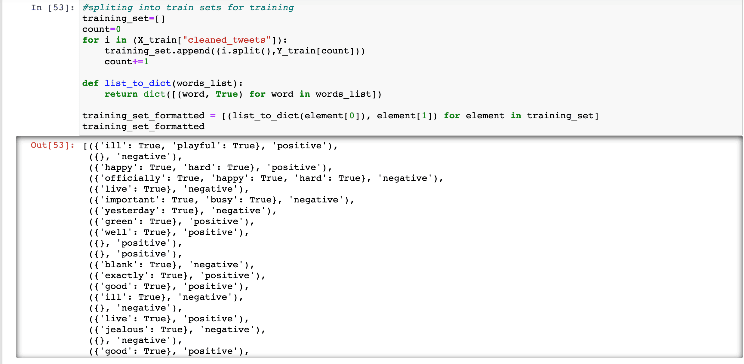 In [53]: #spliting into train sets for training
training_set=[]
count=0
for i in (X_train["cleaned_tweets"]):
    training_set.append((i.split(),Y_train[count]))
    count+=1
def list_to_dict(words_list):
    return dict([(word, True) for word in words_list])
training_set_formatted = [(list_to_dict(element[0]), element[1]) for element in training_set]
training_set_formatted
Out[53]: [({'ill': True, 'playful': True}, 'positive'),
({}, 'negative'),
({'happy': True, 'hard': True}, 'positive'),
({'officially': True, 'happy': True, 'hard': True}, 'negative'),
({'live': True}, 'negative'),
({'important': True, 'busy': True}, 'negative'),
({'yesterday': True}, 'negative'),
({'green': True}, 'positive'),
({'well': True}, 'positive'),
({}, 'positive'),
({}, 'positive'),
({'blank': True}, 'negative'),
({'exactly': True}, 'positive'),
({'good': True}, 'positive'),
({'ill': True}, 'negative'),
({}, 'negative'),
({'live': True}, 'positive'),
({'jealous': True}, 'negative'),
({}, 'negative'),
({'good': True}, 'positive'),